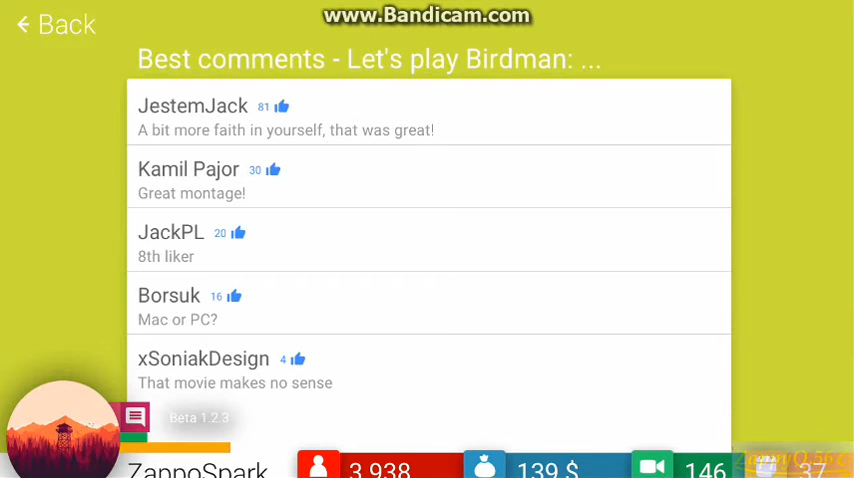 www.Bandicam.com
Back
Best comments - Let's play Birdman: ...
JestemJack 81
A bit more faith in yourself, that was great!
Kamil Pajor 30
Great montage!
JackPL 20
8th liker
Borsuk 16
Mac or PC?
xSoniakDesign 4
That movie makes no sense
Beta 1.2.3
ZappoSpark 3 938 139 $ 146 37